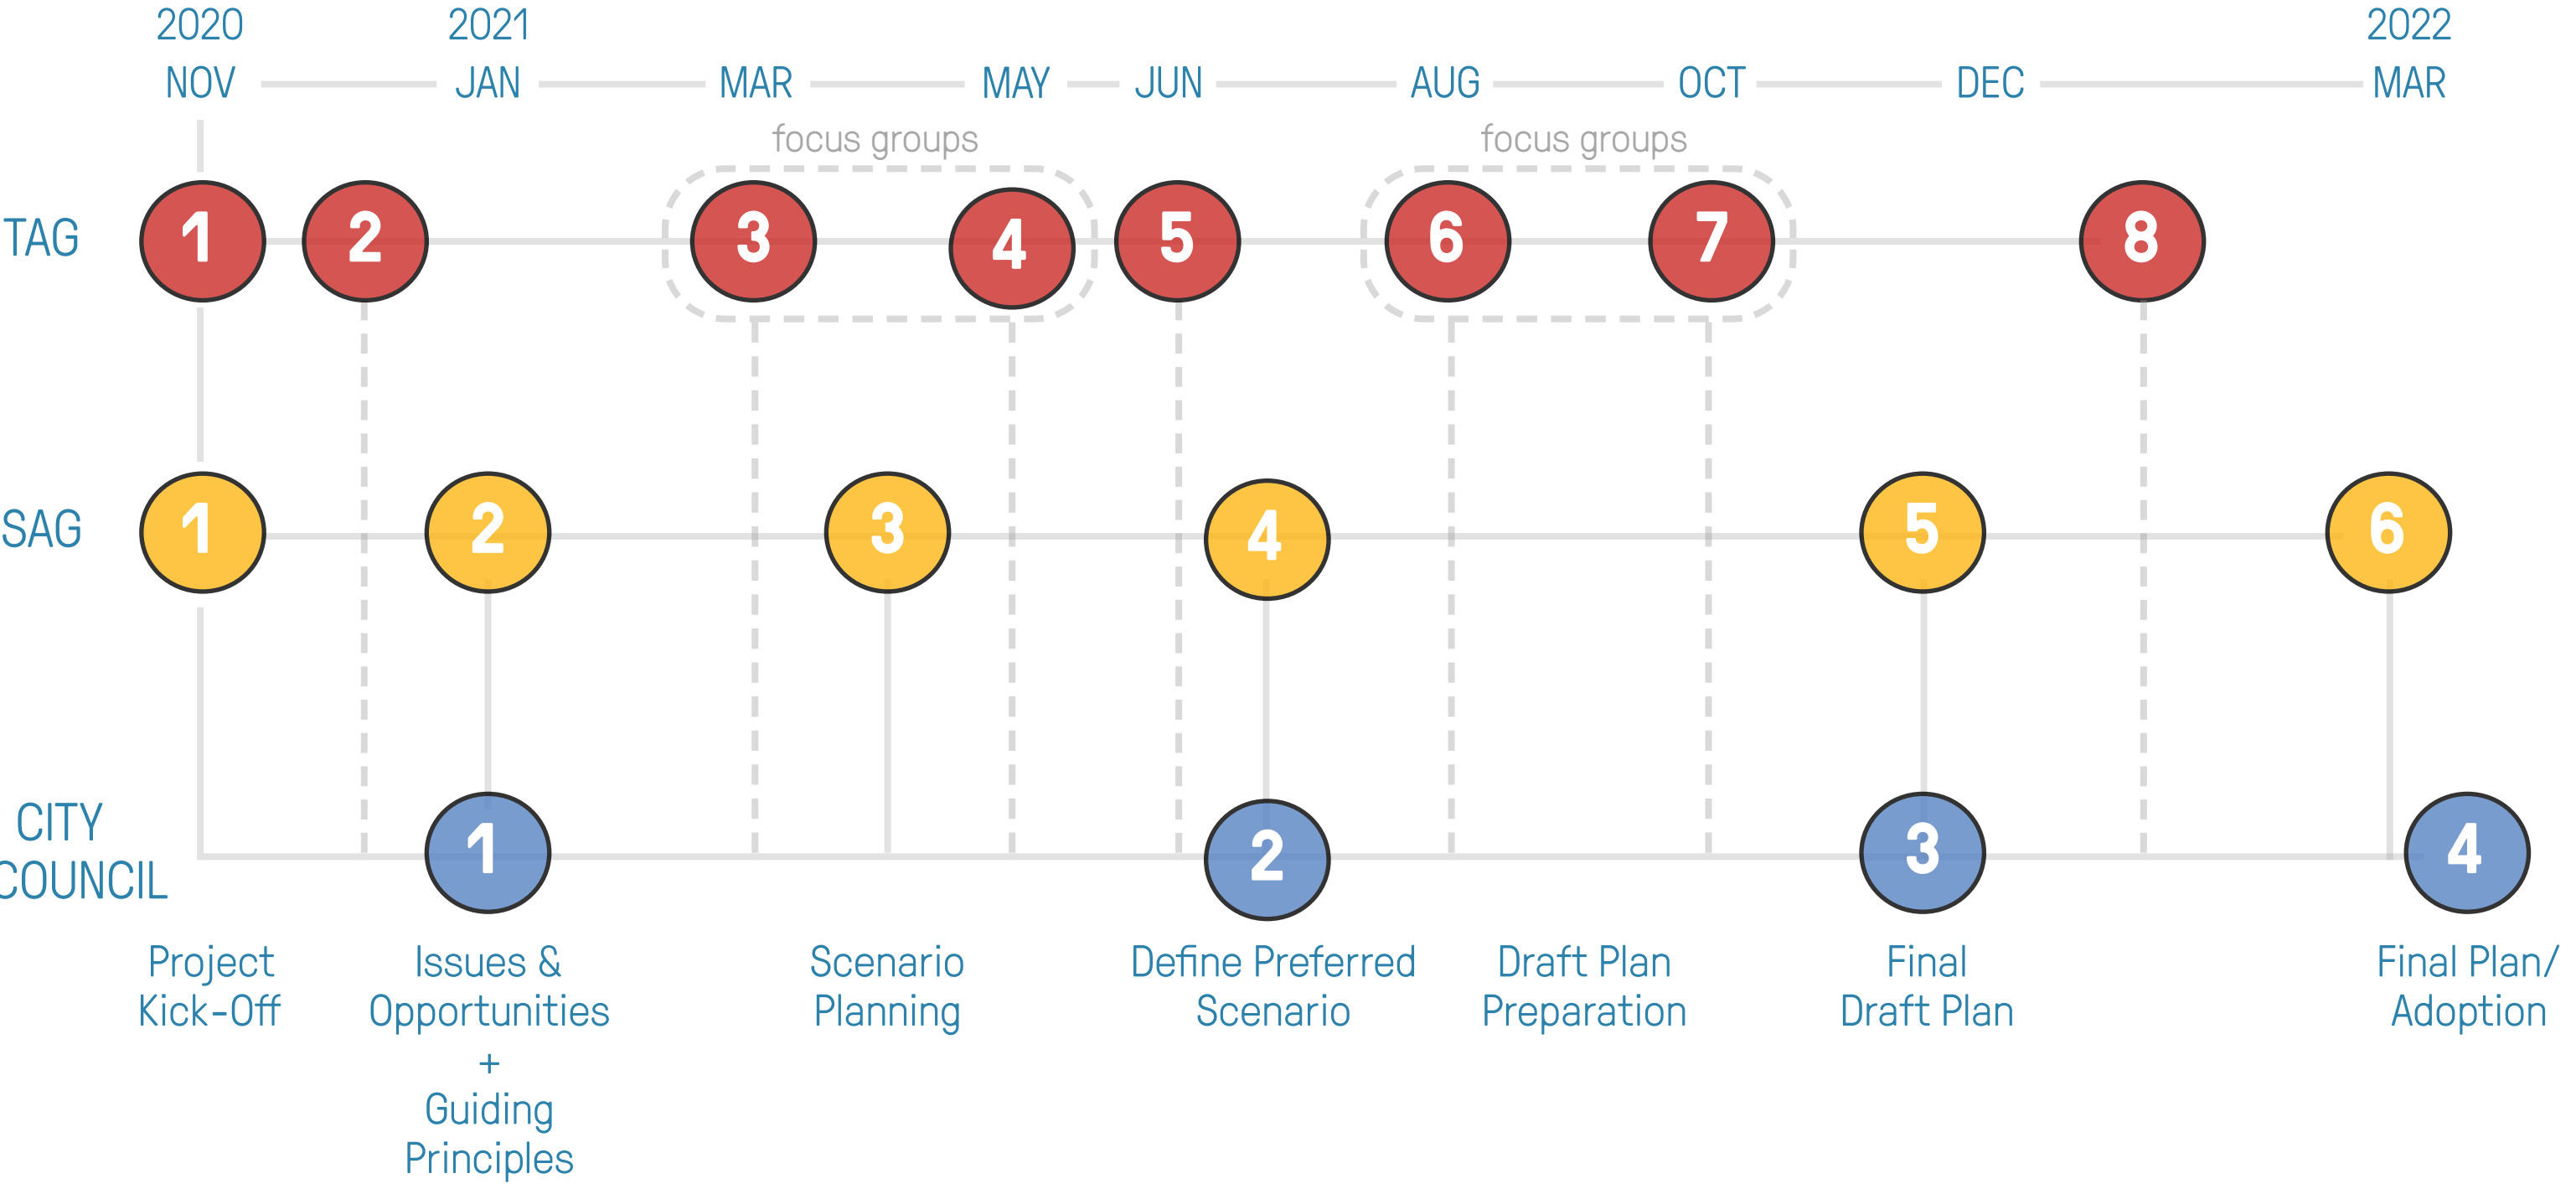 2020 2021 2022
NOV JAN MAR MAY JUN AUG OCT DEC MAR
focus groups focus groups
TAG 1 2 3 4 5 6 7 8
SAG 1 2 3 4 5 6
CITY
COUNCIL 1 2 3 4
Project
Kick-Off
Issues &
Opportunities
+
Guiding
Principles
Scenario
Planning
Define Preferred
Scenario
Draft Plan
Preparation
Final
Draft Plan
Final Plan/
Adoption